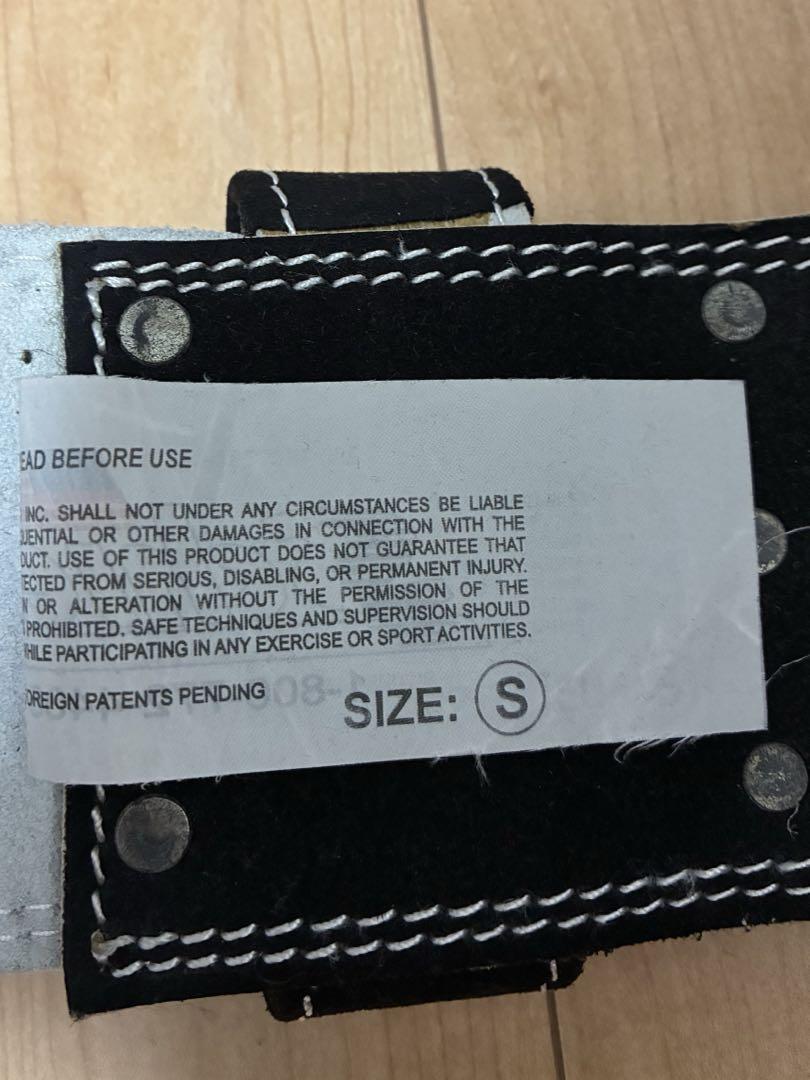 EAD BEFORE USE
INC. SHALL NOT UNDER ANY CIRCUMSTANCES BE LIABLE
UENTIAL OR OTHER DAMAGES IN CONNECTION WITH THE
DUCT. USE OF THIS PRODUCT DOES NOT GUARANTEE THAT
ECTED FROM SERIOUS, DISABLING, OR PERMANENT INJURY.
N OR ALTERATION WITHOUT THE PERMISSION OF THE
PROHIBITED. SAFE TECHNIQUES AND SUPERVISION SHOULD
HILE PARTICIPATING IN ANY EXERCISE OR SPORT ACTIVITIES.
OREIGN PATENTS PENDING
SIZE: S